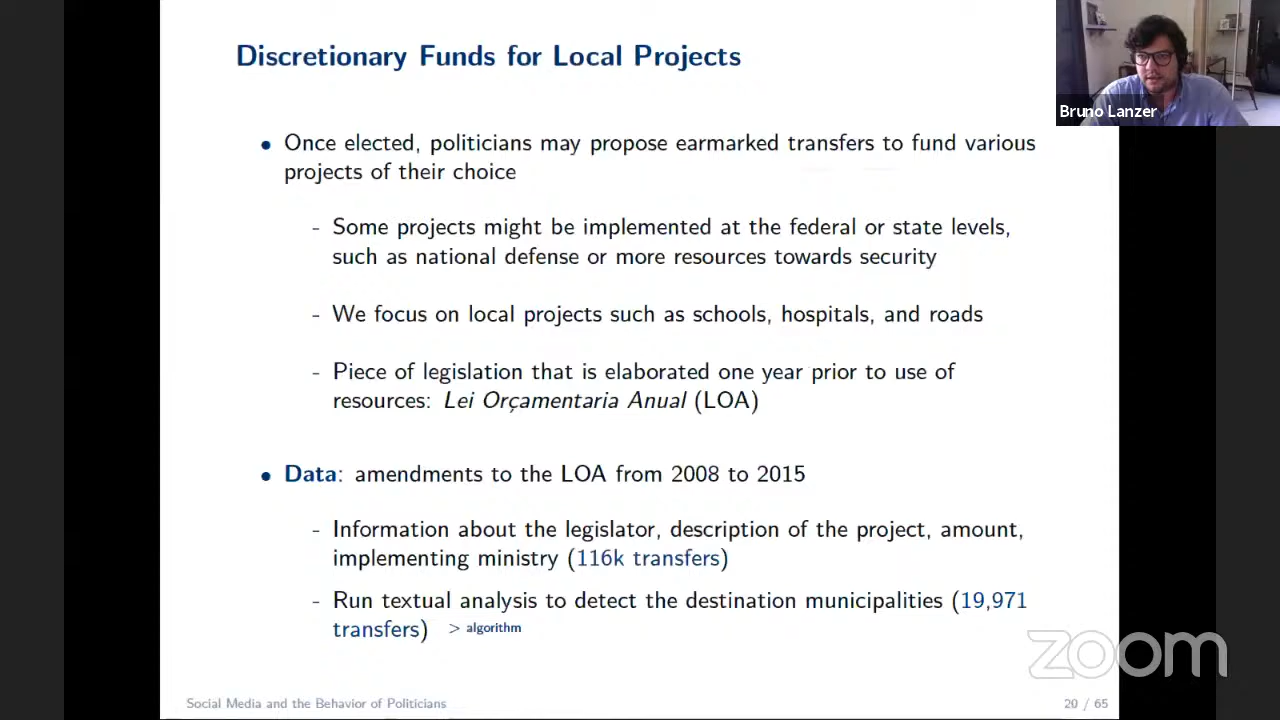 Discretionary Funds for Local Projects
Bruno Lanzer
• Once elected, politicians may propose earmarked transfers to fund various
projects of their choice
- Some projects might be implemented at the federal or state levels,
such as national defense or more resources towards security
- We focus on local projects such as schools, hospitals, and roads
- Piece of legislation that is elaborated one year prior to use of
resources: Lei Orçamentaria Anual (LOA)
• Data: amendments to the LOA from 2008 to 2015
- Information about the legislator, description of the project, amount,
implementing ministry (116k transfers)
- Run textual analysis to detect the destination municipalities (19,971
transfers) > algorithm
zoom
Social Media and the Behavior of Politicians
20 / 65